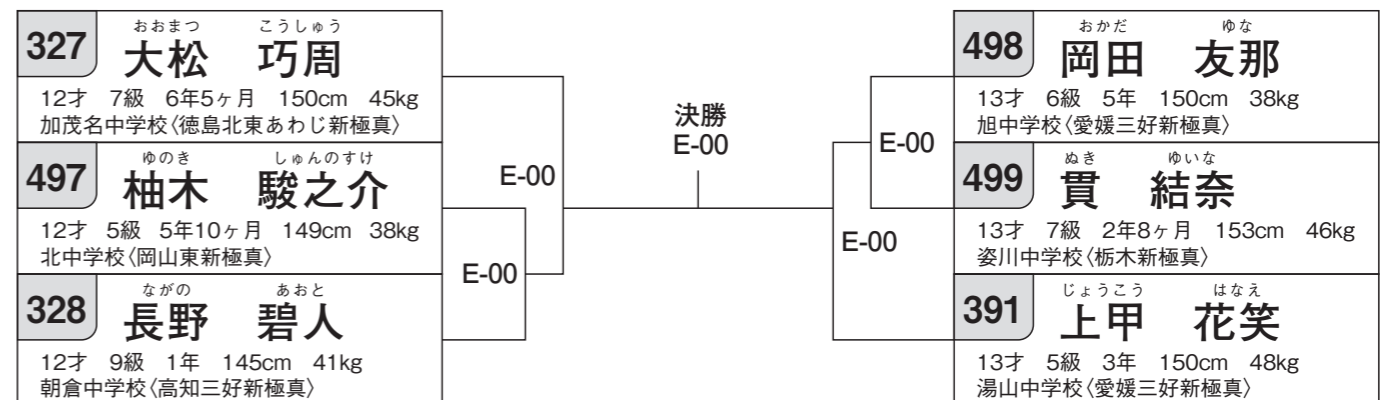 327
おおまつ こうしゅう
大松 巧周
12才 7級 6年5ヶ月 150cm 45kg
加茂名中学校〈徳島北東あわじ新極真〉
497
ゆのき しゅんのすけ
柚木 駿之介
12才 5級 5年10ヶ月 149cm 38kg
北中学校〈岡山東新極真〉
328
ながの あおと
長野 碧人
12才 9級 1年 145cm 41kg
朝倉中学校〈高知三好新極真〉
E-00
E-00
決勝
E-00
E-00
E-00
498
おかだ ゆな
岡田 友那
13才 6級 5年 150cm 38kg
旭中学校〈愛媛三好新極真〉
499
ぬき ゆいな
貫 結奈
13才 7級 2年8ヶ月 153cm 46kg
姿川中学校〈栃木新極真〉
391
じょうこう はなえ
上甲 花笑
13才 5級 3年 150cm 48kg
湯山中学校〈愛媛三好新極真〉